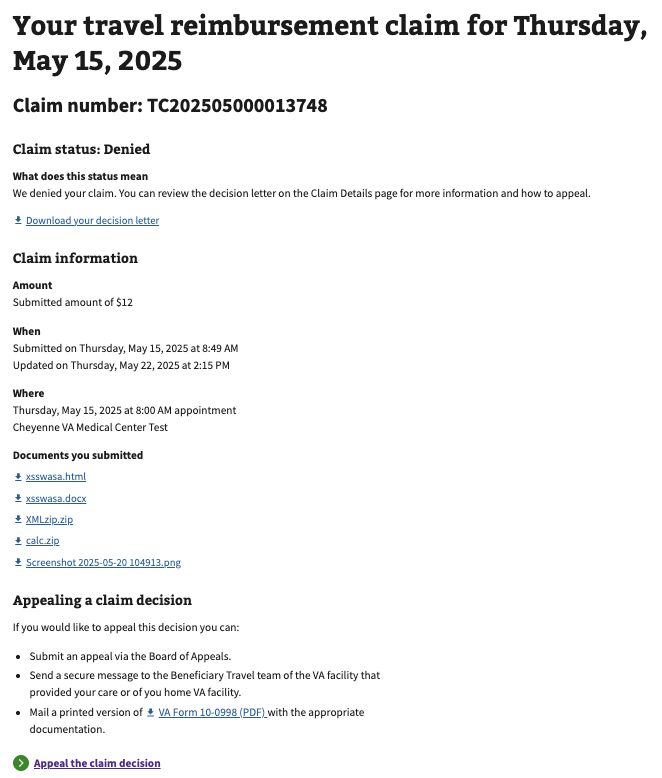 Your travel reimbursement claim for Thursday,
May 15, 2025
Claim number: TC202505000013748
Claim status: Denied
What does this status mean
We denied your claim. You can review the decision letter on the Claim Details page for more information and how to appeal.
Download your decision letter
Claim information
Amount
Submitted amount of $12
When
Submitted on Thursday, May 15, 2025 at 8:49 AM
Updated on Thursday, May 22, 2025 at 2:15 PM
Where
Thursday, May 15, 2025 at 8:00 AM appointment
Cheyenne VA Medical Center Test
Documents you submitted
xsswasa.html
xsswasa.docx
XMLzip.zip
calc.zip
Screenshot 2025-05-20 104913.png
Appealing a claim decision
If you would like to appeal this decision you can:
• Submit an appeal via the Board of Appeals.
• Send a secure message to the Beneficiary Travel team of the VA facility that
provided your care or of you home VA facility.
• Mail a printed version of VA Form 10-0998 (PDF) with the appropriate
documentation.
Appeal the claim decision